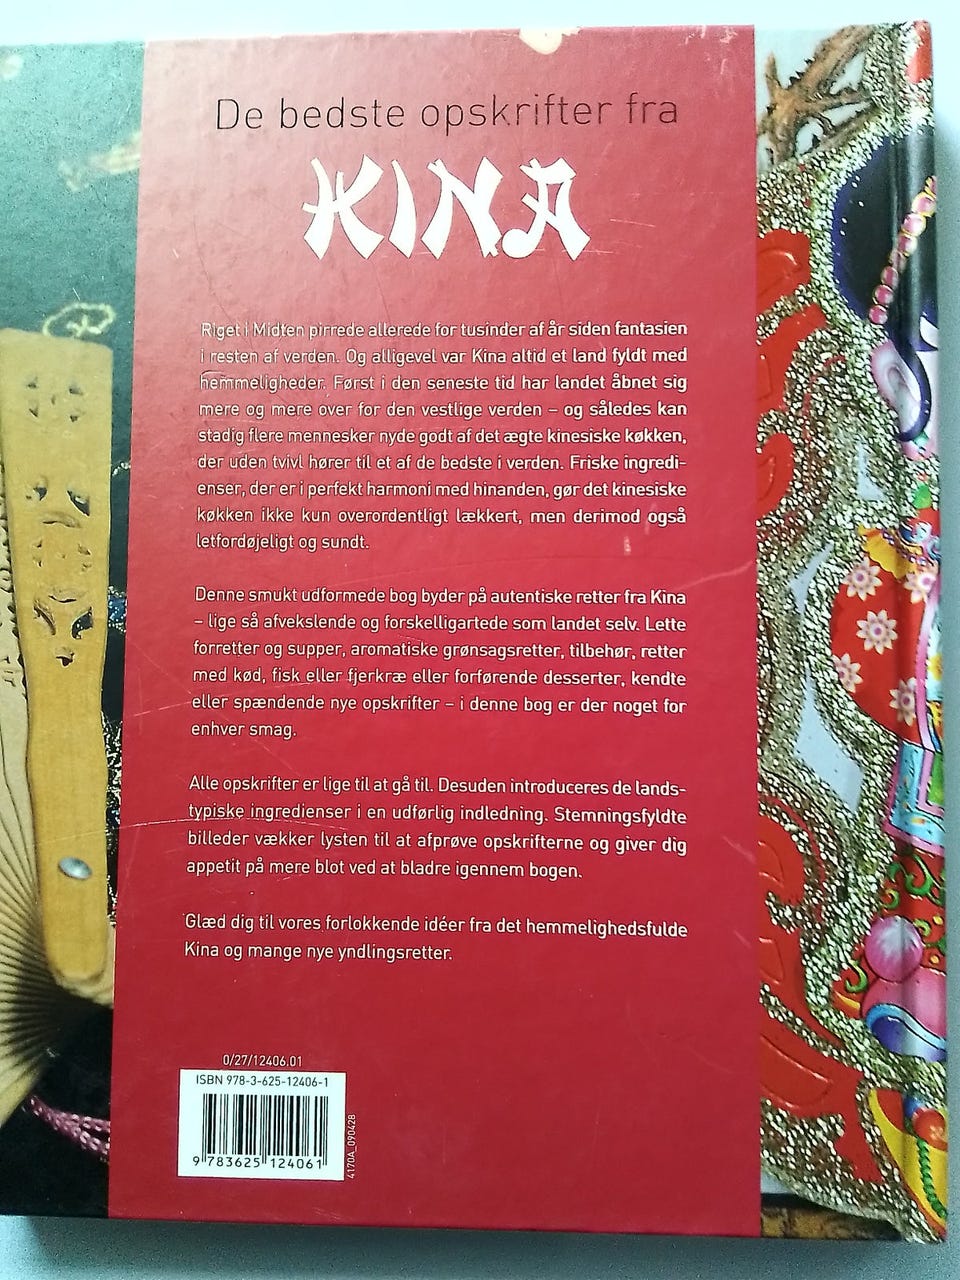 De bedste opskrifter fra
KINA
Riget i Midten pirrede allerede for tusinder af år siden fantasien
i resten af verden. Og alligevel var Kina altid et land fyldt med
hemmeligheder. Først i den seneste tid har landet åbnet sig
mere og mere over for den vestlige verden – og således kan
stadig flere mennesker nyde godt af det ægte kinesiske køkken,
der uden tvivl hører til et af de bedste i verden. Friske ingredi-
enser, der er i perfekt harmoni med hinanden, gør det kinesiske
køkken ikke kun overordentligt lækkert, men derimod også
letfordøjeligt og sundt.
Denne smukt udformede bog byder på autentiske retter fra Kina
– lige så afvekslende og forskelligartede som landet selv. Lette
forretter og supper, aromatiske grønsagsretter, tilbehør, retter
med kød, fisk eller fjerkræ eller forførende desserter, kendte
eller spændende nye opskrifter – i denne bog er der noget for
enhver smag.
Alle opskrifter er lige til at gå til. Desuden introduceres de lands-
typiske ingredienser i en udførlig indledning. Stemningsfyldte
billeder vækker lysten til at afprøve opskrifterne og giver dig
appetit på mere blot ved at bladre igennem bogen.
Glæd dig til vores forlokkende idéer fra det hemmelighedsfulde
Kina og mange nye yndlingsretter.
0/27/12406.01
ISBN 978-3-625-12406-1
9 783625 124061
4170A_090428